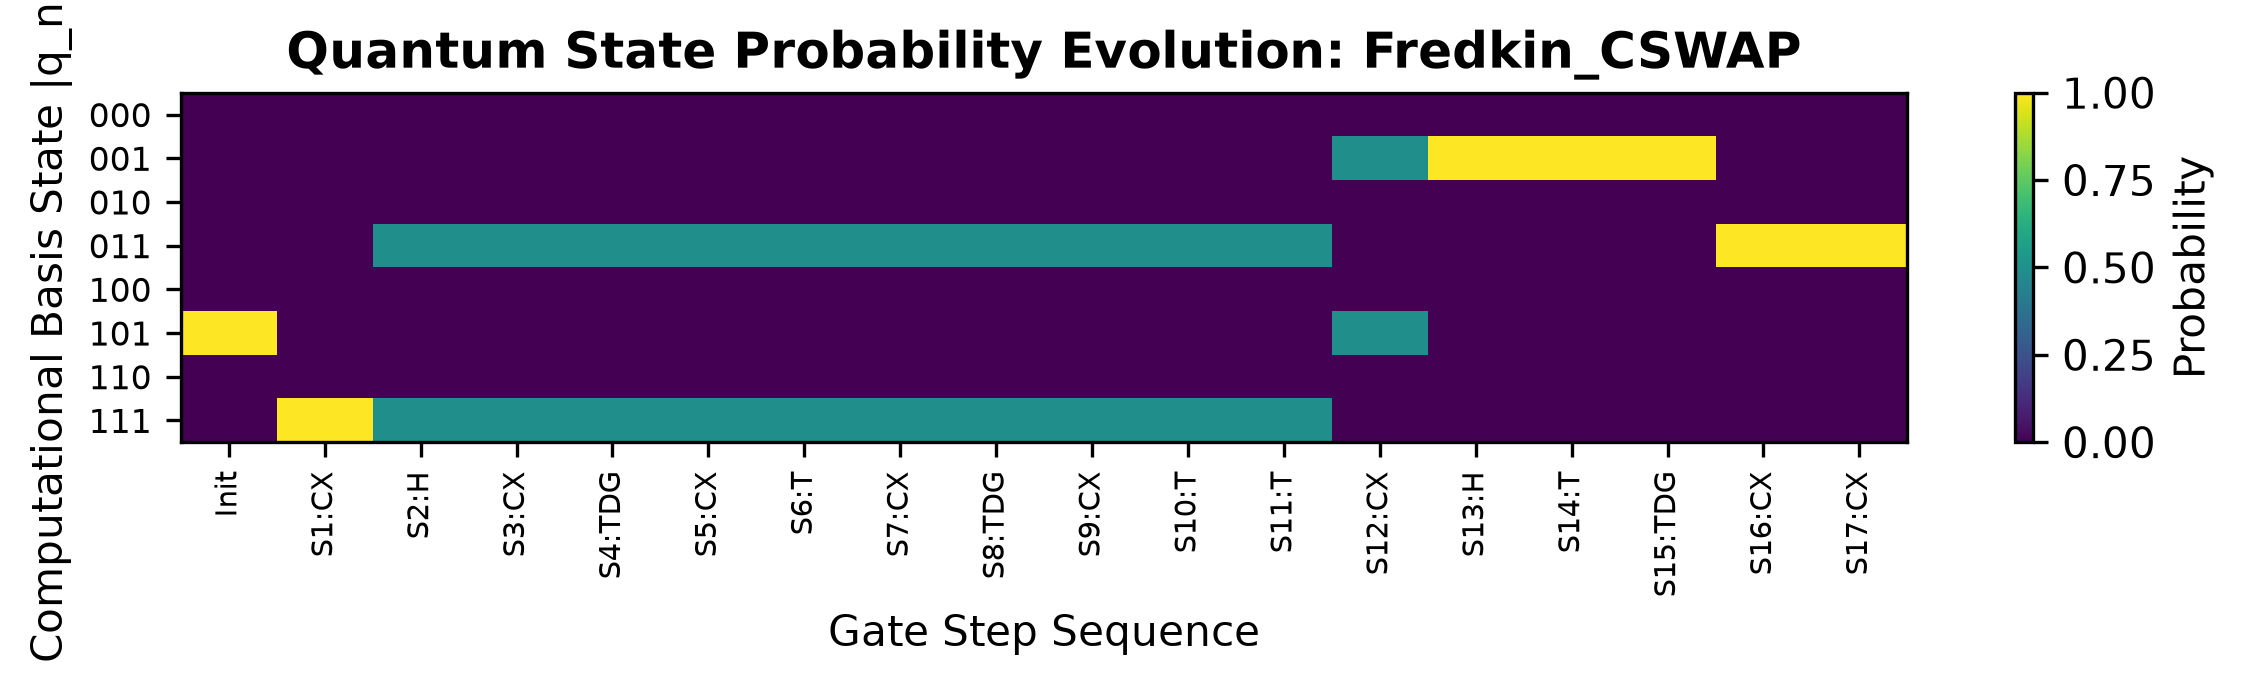 Quantum State Probability Evolution: Fredkin_CSWAP
Computational Basis State |q_n
000
001
010
011
100
101
110
111
Init
S1:CX
S2:H
S3:CX
S4:TDG
S5:CX
S6:T
S7:CX
S8:TDG
S9:CX
S10:T
S11:T
S12:CX
S13:H
S14:T
S15:TDG
S16:CX
S17:CX
Gate Step Sequence
1.00
0.75
0.50
0.25
0.00
Probability